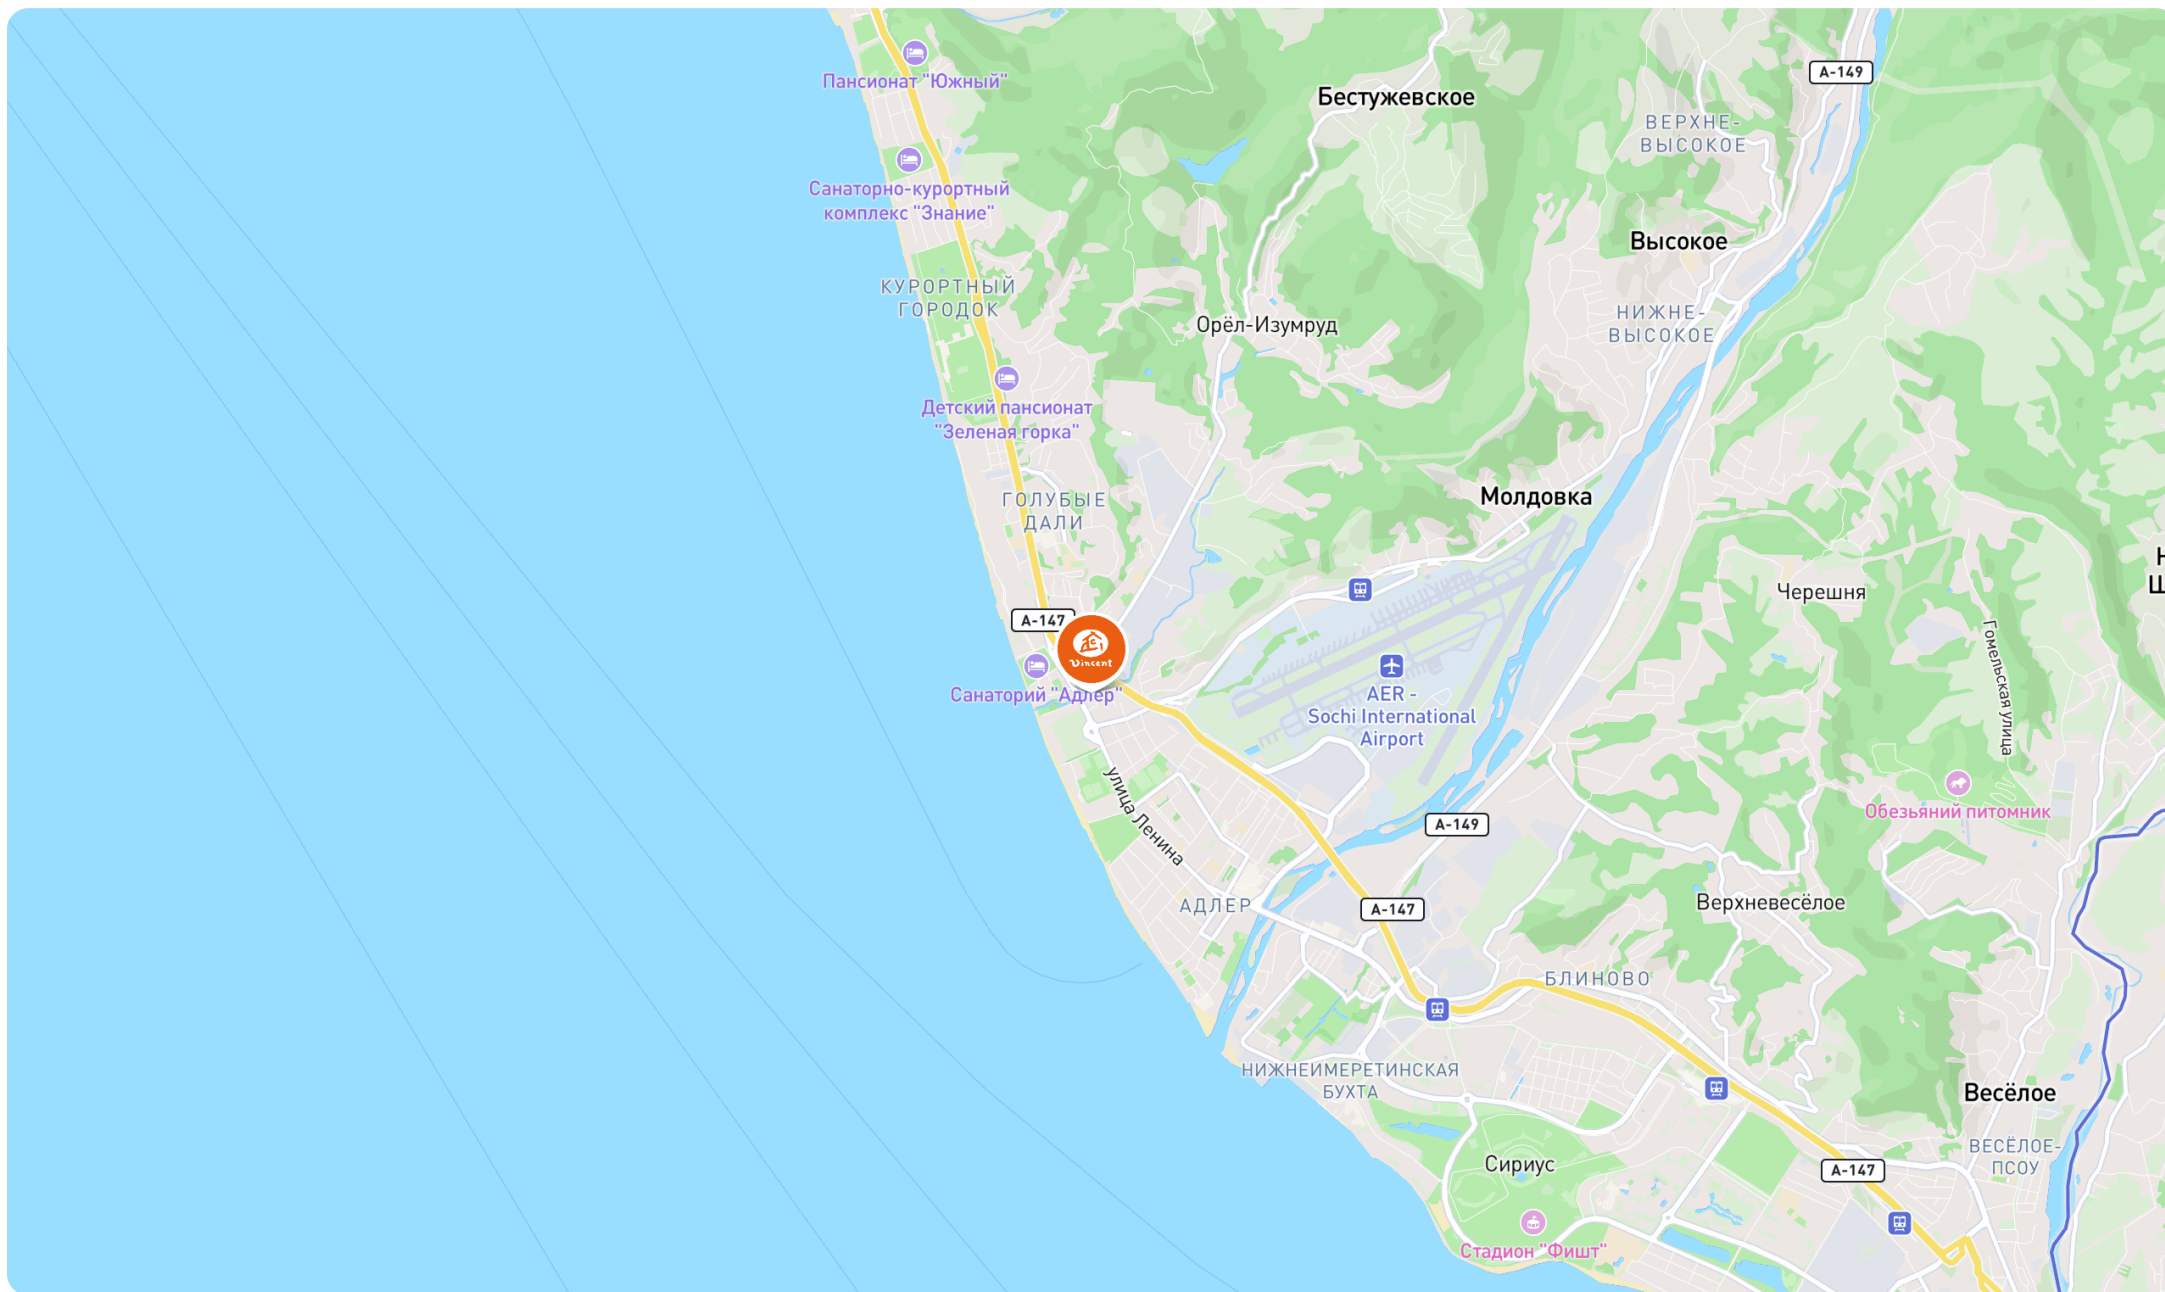 Пансионат "Южный"
Бестужевское
А-149
ВЕРХНЕ-
ВЫСОКОЕ
Санаторно-курортный
комплекс "Знание"
Высокое
КУРОРТНЫЙ
ГОРОДОК
Орёл-Изумруд
НИЖНЕ-
ВЫСОКОЕ
Детский пансионат
"Зеленая горка"
ГОЛУБЫЕ
ДАЛИ
Молдовка
Н
Щ
Черешня
А-147
Vincent
Гомельская улица
Санаторий "Адлер"
AER -
Sochi International
Airport
улица Ленина
Обезьяний питомник
А-149
АДЛЕР
А-147
Верхневесёлое
БЛИНОВО
НИЖНЕИМЕРЕТИНСКАЯ
БУХТА
Весёлое
ВЕСЁЛОЕ-
ПСОУ
Сириус
А-147
Стадион "Фишт"